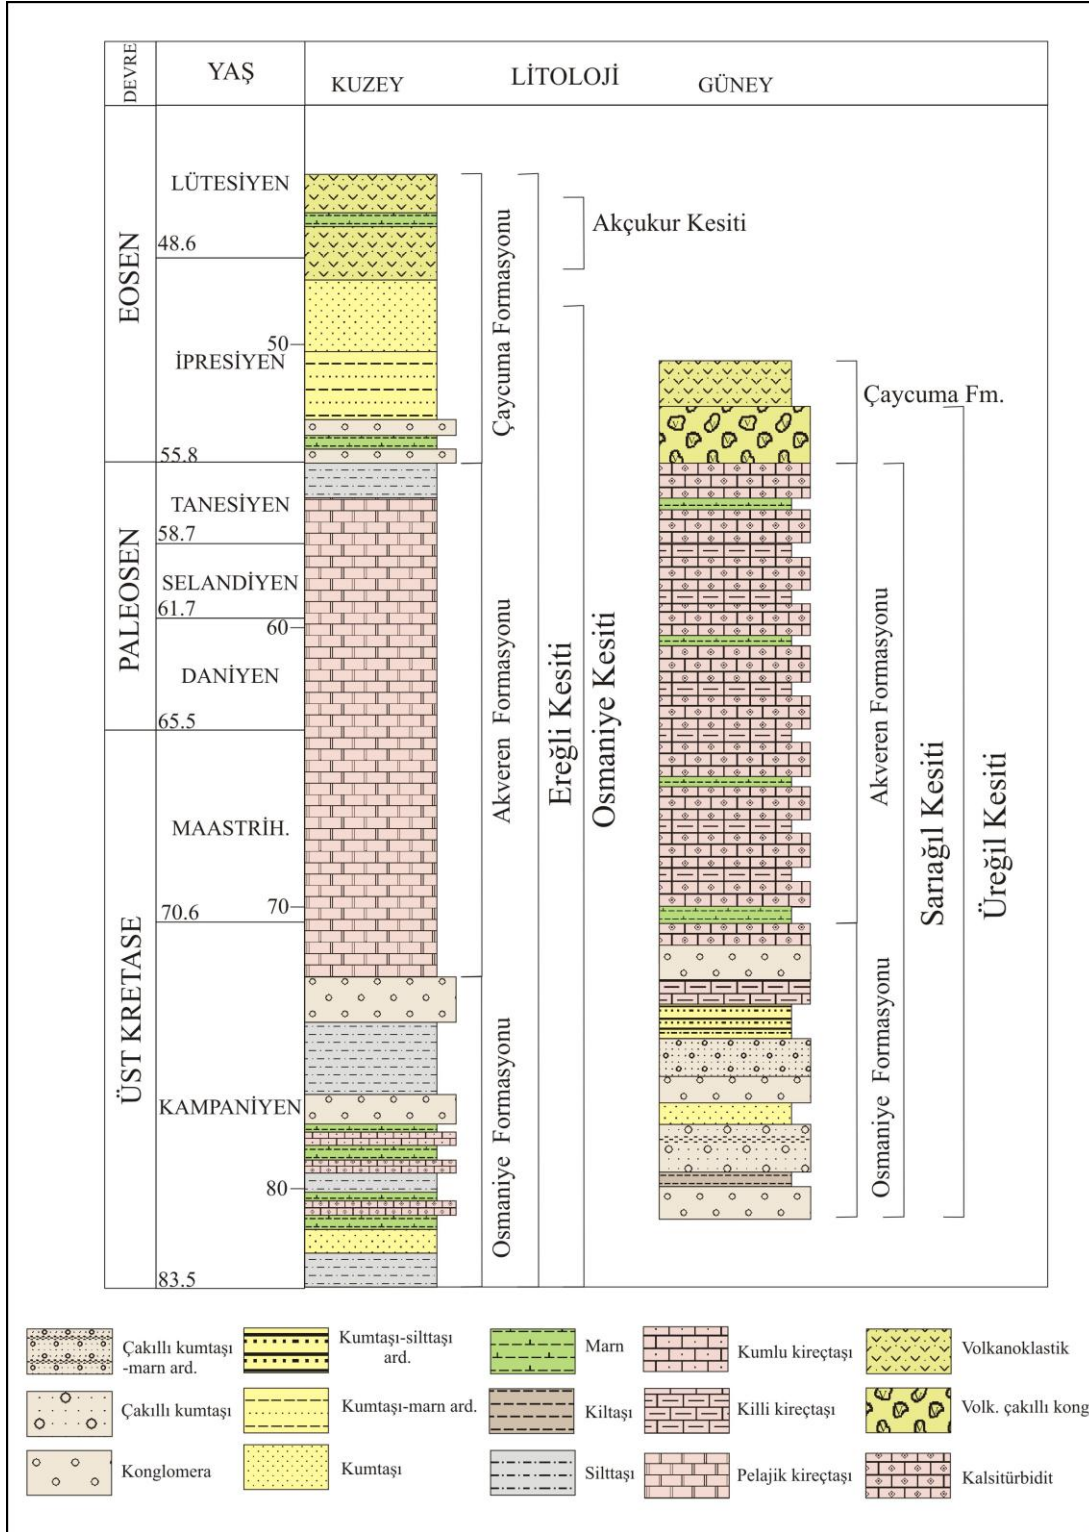 DEVRE
YAŞ
LİTOLOJİ
KUZEY
GÜNEY
EOSEN
PALEOSEN
ÜST KRETASE
LÜTESİYEN
48.6
50
İPRESİYEN
55.8
TANESİYEN
58.7
SELANDİYEN
61.7
60
DANİYEN
65.5
MAASTRİH.
70
70.6
KAMPANİYEN
80
83.5
Çaycuma Formasyonu
Akveren Formasyonu
Osmaniye Formasyonu
Ereğli Kesiti
Osmaniye Kesiti
Akçukur Kesiti
Çaycuma Fm.
Akveren Formasyonu
Osmaniye Formasyonu
Sarıağıl Kesiti
Üreğil Kesiti
Çakıllı kumtaşı
-marn ard.
Kumtaşı-silttaşı
ard.
Marn
Kumlu kireçtaşı
Volkanoklastik
Çakıllı kumtaşı
Kumtaşı-marn ard.
Kiltaşı
Killi kireçtaşı
Volk. çakıllı kong
Konglomera
Kumtaşı
Silttaşı
Pelajik kireçtaşı
Kalsitürbidit